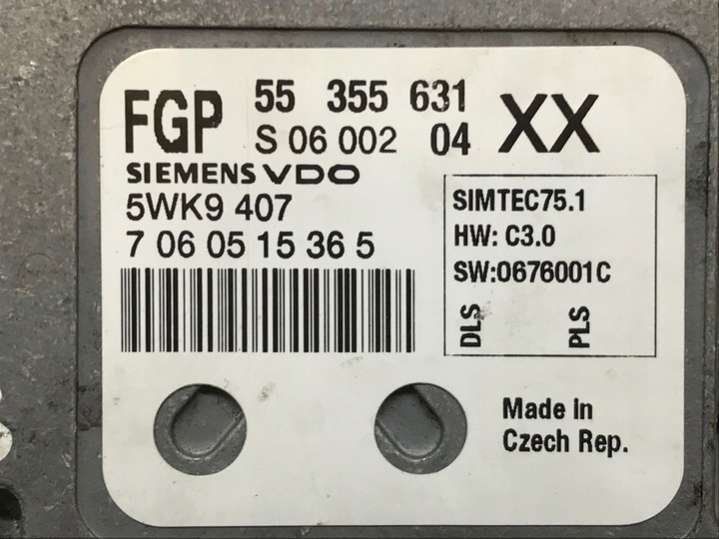 FGP 55 355 631 XX
S 06 002 04
SIEMENS VDO
5WK9 407
7 06 05 15 36 5
SIMTEC75.1
HW: C3.0
SW:0676001C
DLS PLS
Made in
Czech Rep.